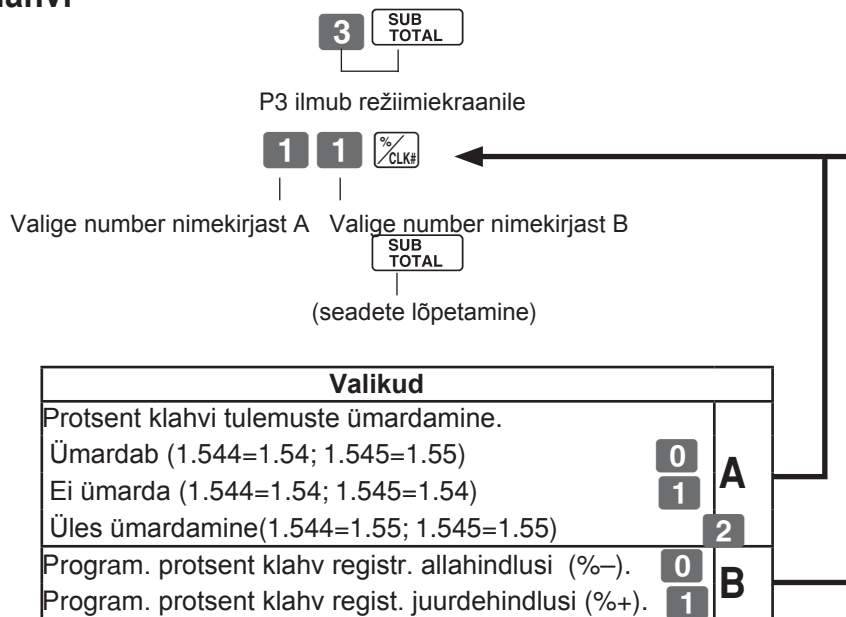 3 SUB TOTAL
P3 ilmub režiimiekraanile
1 1 %/CLK#
Valige number nimekirjast A Valige number nimekirjast B
SUB TOTAL
(seadete lõpetamine)
Valikud
Protsent klahvi tulemuste ümardamine.
Ümardab (1.544=1.54; 1.545=1.55) 0
Ei ümarda (1.544=1.54; 1.545=1.54) 1
A
Üles ümardamine(1.544=1.55; 1.545=1.55) 2
Program. protsent klahv registr. allahindlusi (%–). 0
Program. protsent klahv regist. juurdehindlusi (%+). 1
B